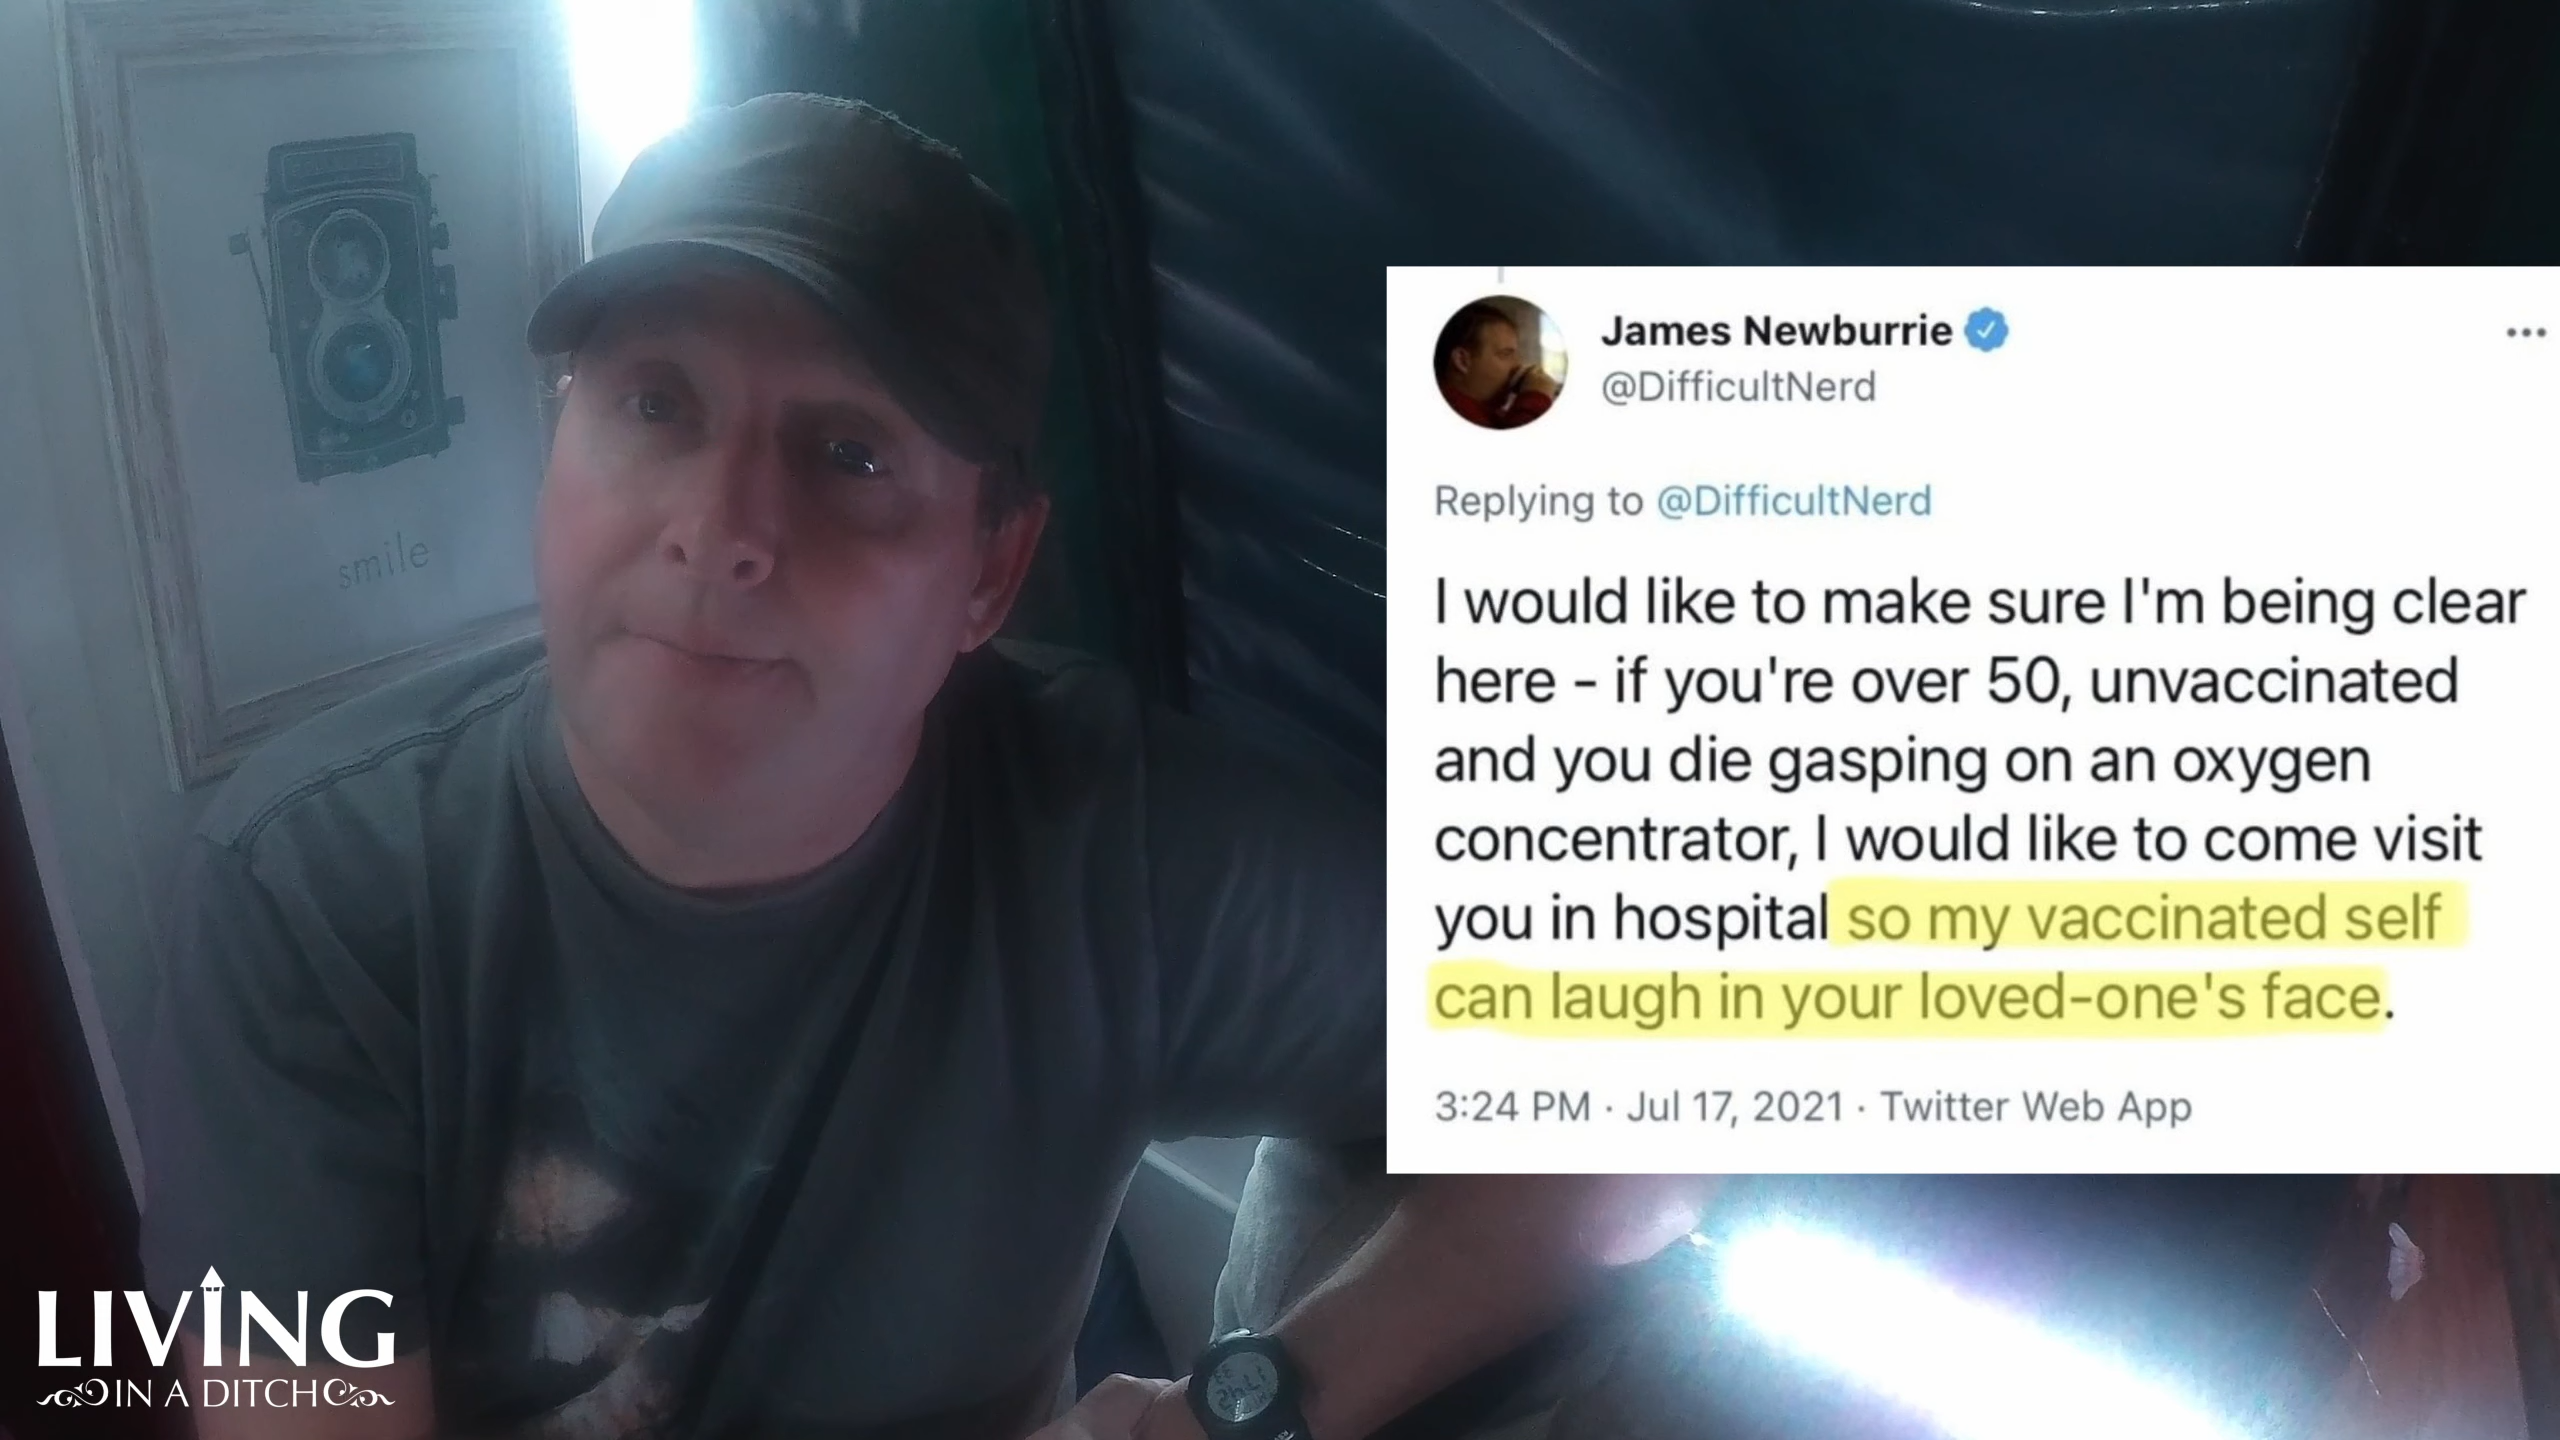 smile
James Newburrie
@DifficultNerd
Replying to @DifficultNerd
I would like to make sure I'm being clear
here - if you're over 50, unvaccinated
and you die gasping on an oxygen
concentrator, I would like to come visit
you in hospital so my vaccinated self
can laugh in your loved-one's face.
3:24 PM · Jul 17, 2021 · Twitter Web App
LIVING
IN A DITCH